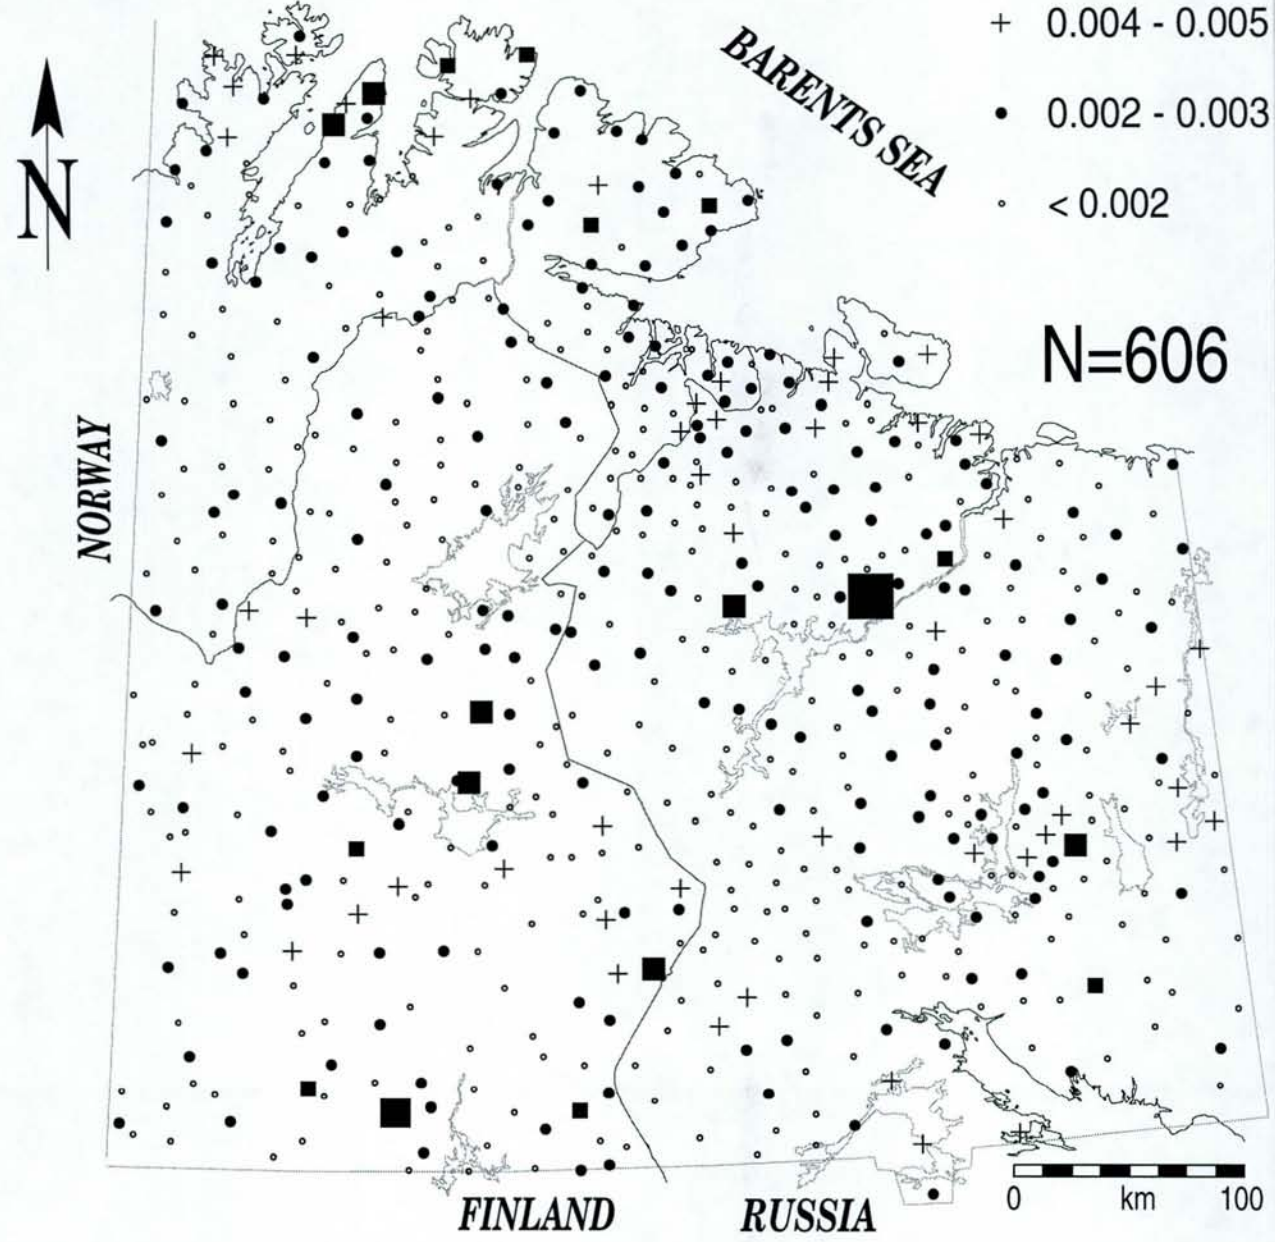 + 0.004 - 0.005
BARENTS SEA
● 0.002 - 0.003
N
○ < 0.002
N=606
NORWAY
FINLAND
RUSSIA
0 km 100